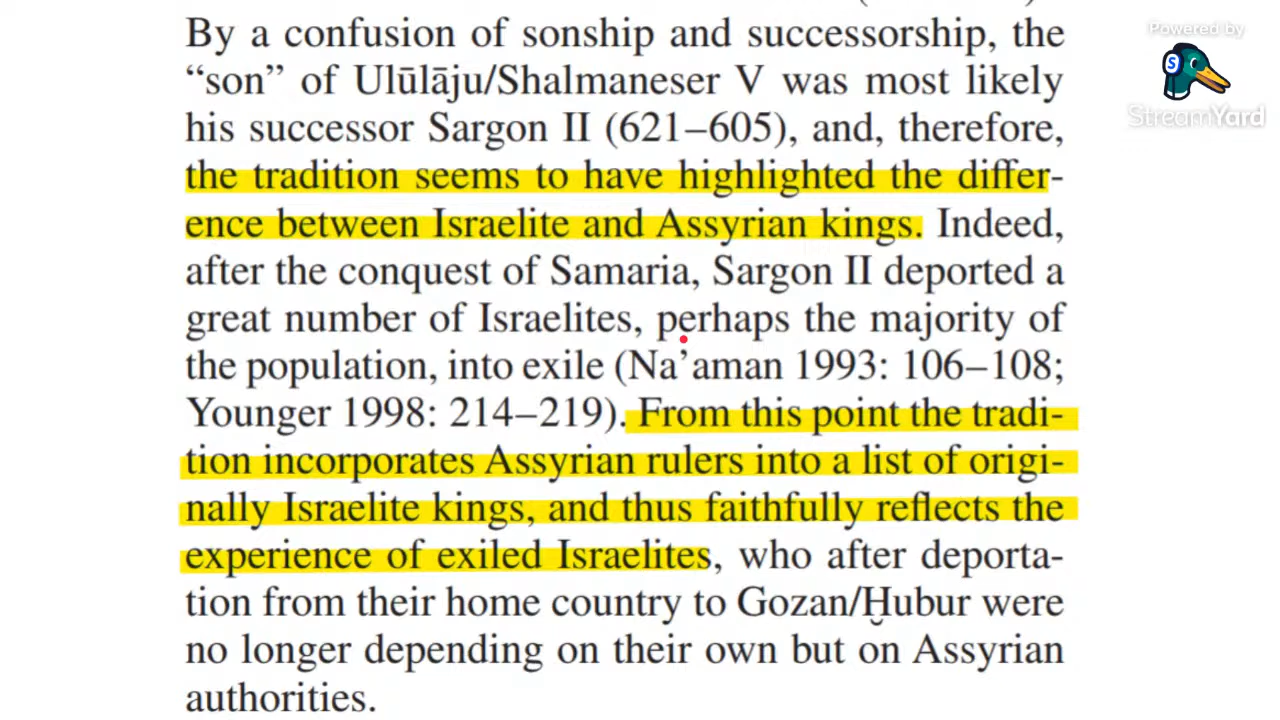 Powered by
StreamYard
By a confusion of sonship and successorship, the
“son” of Ulūlāju/Shalmaneser V was most likely
his successor Sargon II (621–605), and, therefore,
the tradition seems to have highlighted the differ-
ence between Israelite and Assyrian kings. Indeed,
after the conquest of Samaria, Sargon II deported a
great number of Israelites, perhaps the majority of
the population, into exile (Na’aman 1993: 106–108;
Younger 1998: 214–219). From this point the tradi-
tion incorporates Assyrian rulers into a list of origi-
nally Israelite kings, and thus faithfully reflects the
experience of exiled Israelites, who after deporta-
tion from their home country to Gozan/Ḫubur were
no longer depending on their own but on Assyrian
authorities.